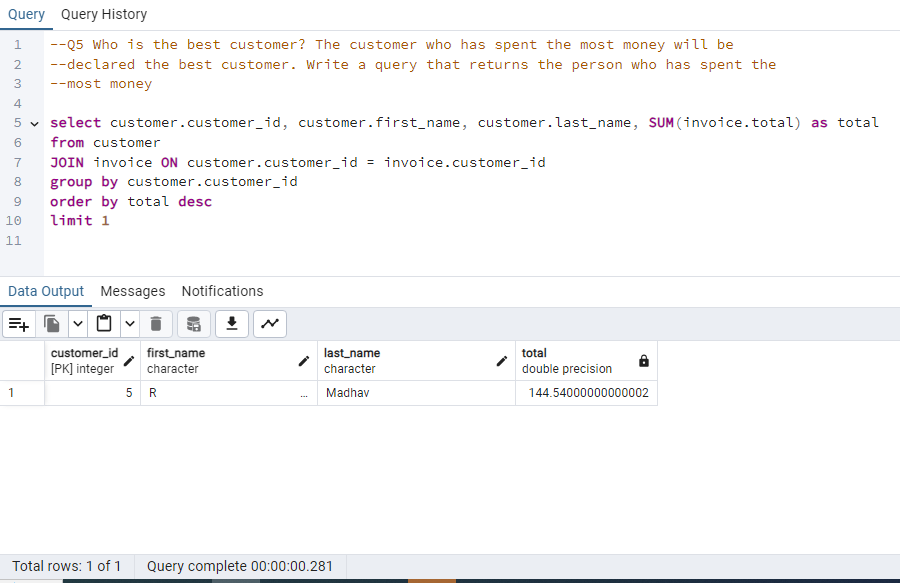 Query Query History
1 --Q5 Who is the best customer? The customer who has spent the most money will be
2 --declared the best customer. Write a query that returns the person who has spent the
3 --most money
4
5 select customer.customer_id, customer.first_name, customer.last_name, SUM(invoice.total) as total
6 from customer
7 JOIN invoice ON customer.customer_id = invoice.customer_id
8 group by customer.customer_id
9 order by total desc
10 limit 1
11
Data Output Messages Notifications
customer_id first_name last_name total
[PK] integer character character double precision
1 5 R ... Madhav 144.54000000000002
Total rows: 1 of 1 Query complete 00:00:00.281